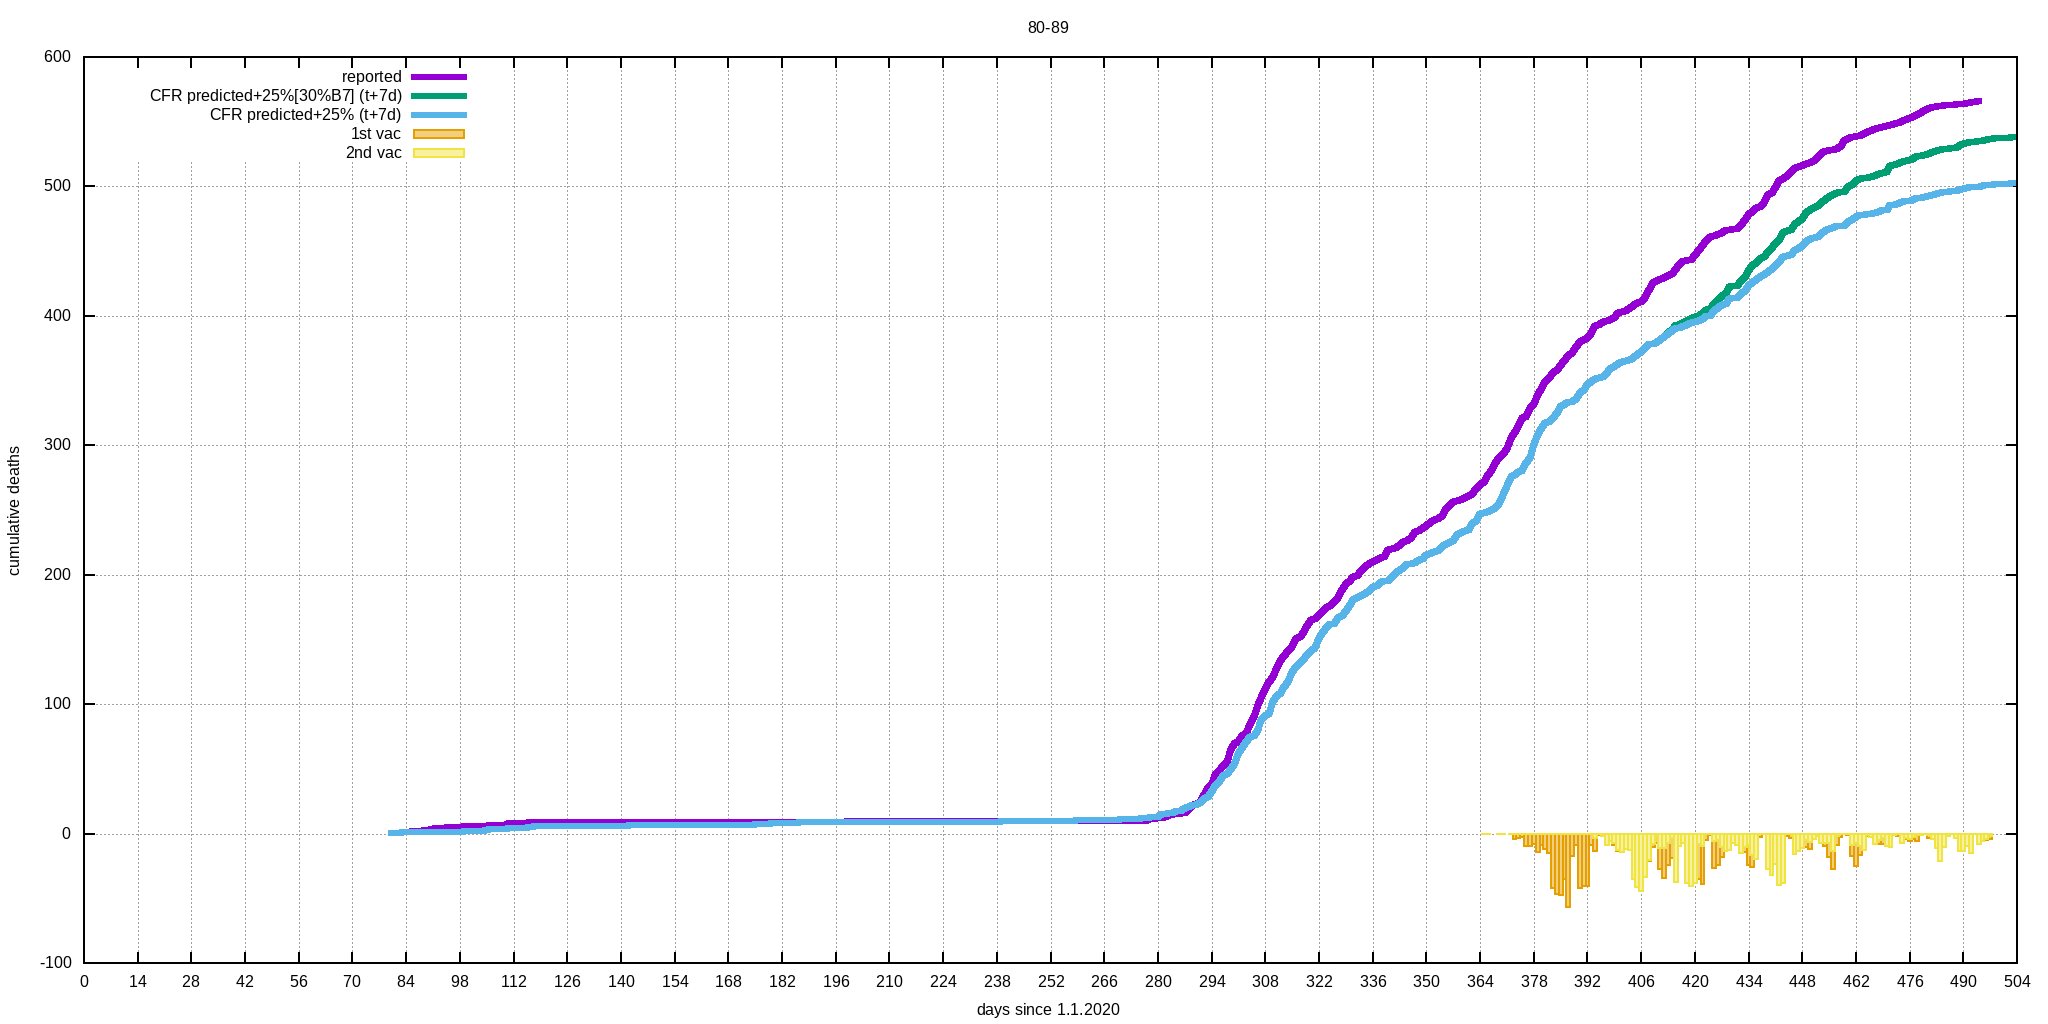 80-89
600
500
400
300
200
100
0
-100
cumulative deaths
reported
CFR predicted+25%[30%B7] (t+7d)
CFR predicted+25% (t+7d)
1st vac
2nd vac
0 14 28 42 56 70 84 98 112 126 140 154 168 182 196 210 224 238 252 266 280 294 308 322 336 350 364 378 392 406 420 434 448 462 476 490 504
days since 1.1.2020